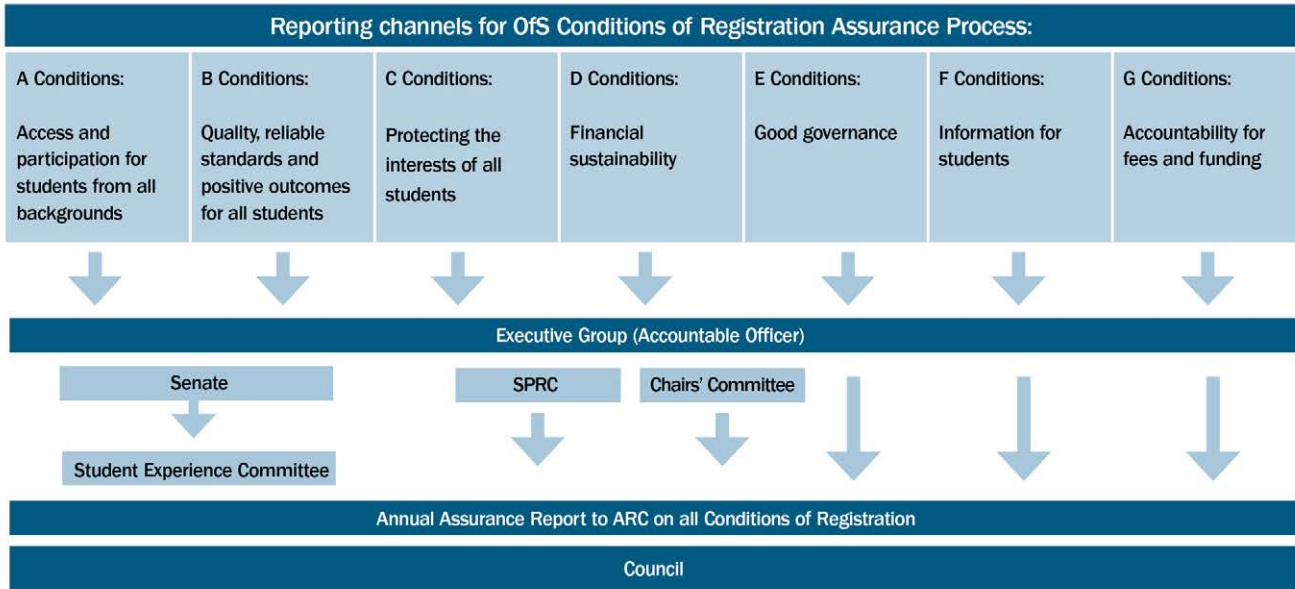 Reporting channels for OfS Conditions of Registration Assurance Process:
A Conditions:
Access and
participation for
students from all
backgrounds
B Conditions:
Quality, reliable
standards and
positive outcomes
for all students
C Conditions:
Protecting the
interests of all
students
D Conditions:
Financial
sustainability
E Conditions:
Good governance
F Conditions:
Information for
students
G Conditions:
Accountability for
fees and funding
Executive Group (Accountable Officer)
Senate
SPRC
Chairs' Committee
Student Experience Committee
Annual Assurance Report to ARC on all Conditions of Registration
Council